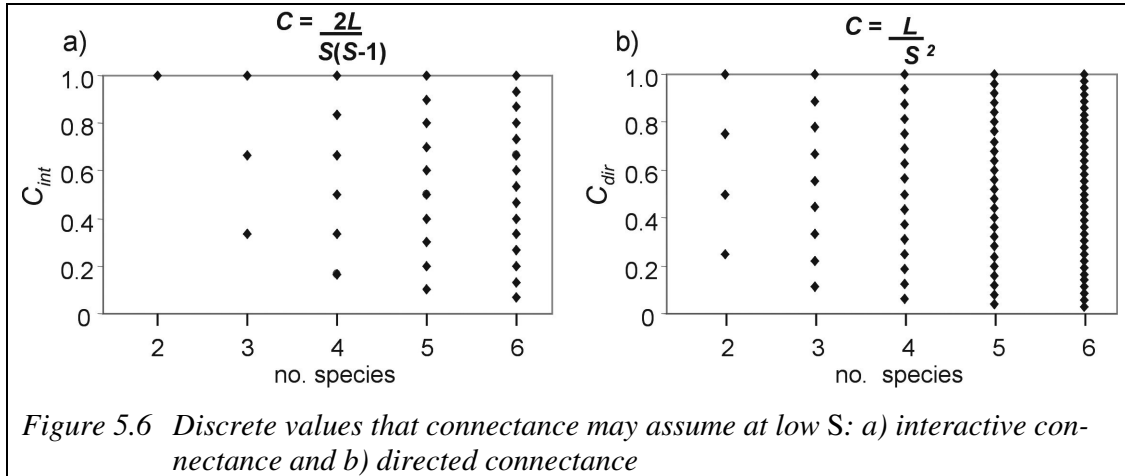 a)
C = 2L
S(S-1)
1.0
0.8
0.6
0.4
0.2
0
C_int
2 3 4 5 6
no. species
b)
C = L
S 2
1.0
0.8
0.6
0.4
0.2
0
C_dir
2 3 4 5 6
no. species
Figure 5.6 Discrete values that connectance may assume at low S: a) interactive con-
nectance and b) directed connectance